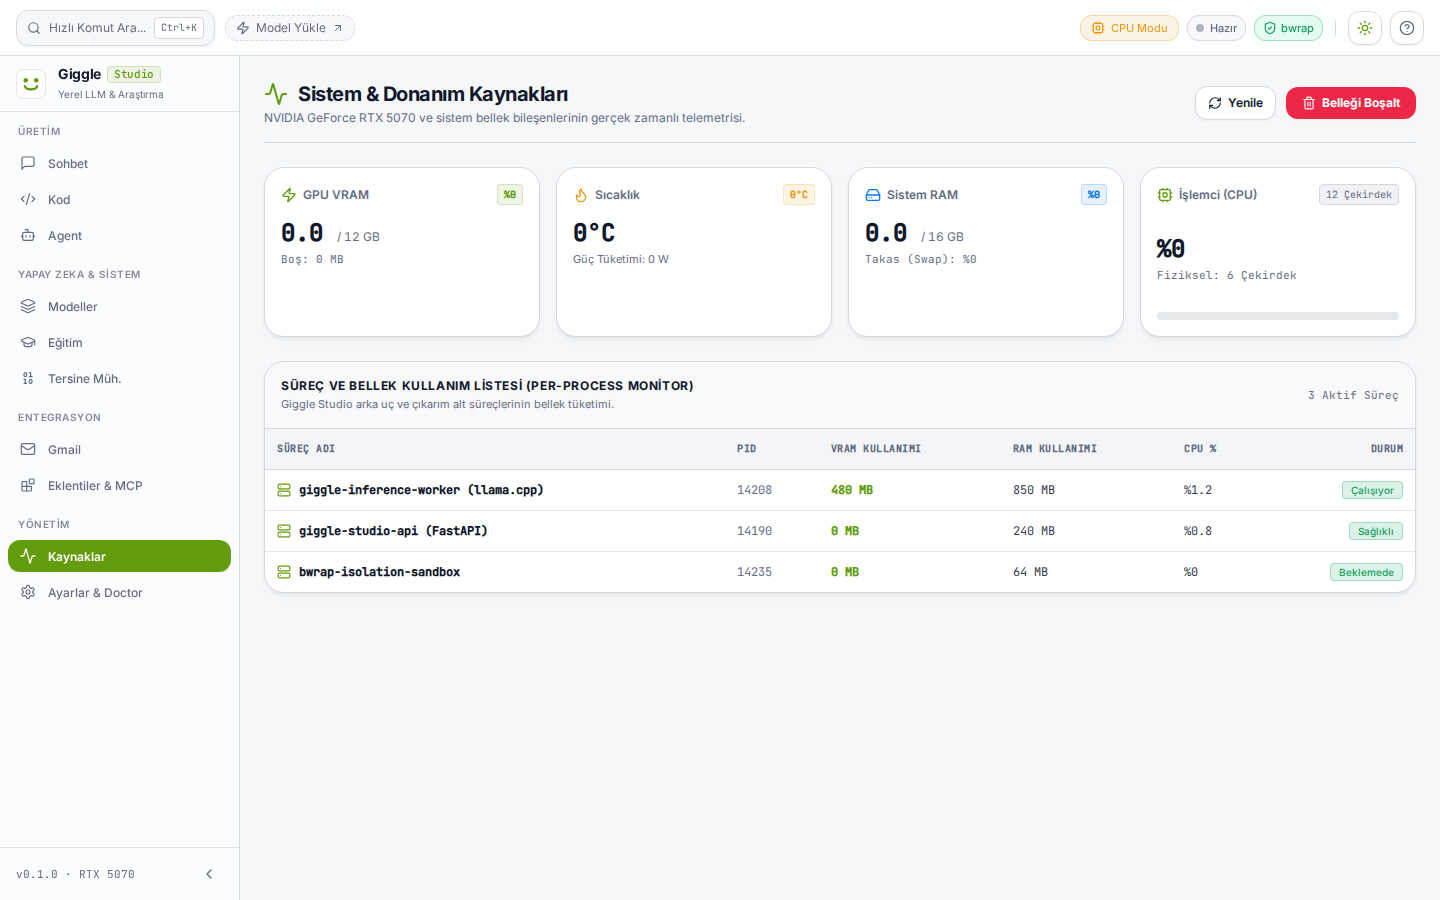 Hızlı Komut Ara... Ctrl+K Model Yükle CPU Modu Hazır bwrap
Giggle Studio
Yerel LLM & Araştırma
ÜRETİM
Sohbet
Kod
Agent
YAPAY ZEKA & SİSTEM
Modeller
Eğitim
Tersine Müh.
ENTEGRASYON
Gmail
Eklentiler & MCP
YÖNETİM
Kaynaklar
Ayarlar & Doctor
v0.1.0 · RTX 5070
Sistem & Donanım Kaynakları
NVIDIA GeForce RTX 5070 ve sistem bellek bileşenlerinin gerçek zamanlı telemetrisi.
Yenile Belleği Boşalt
GPU VRAM %0
0.0 / 12 GB
Boş: 0 MB
Sıcaklık 0°C
0°C
Güç Tüketimi: 0 W
Sistem RAM %0
0.0 / 16 GB
Takas (Swap): %0
İşlemci (CPU) 12 Çekirdek
%0
Fiziksel: 6 Çekirdek
SÜREÇ VE BELLEK KULLANIM LİSTESİ (PER-PROCESS MONITOR)
Giggle Studio arka uç ve çıkarım alt süreçlerinin bellek tüketimi.
3 Aktif Süreç
SÜREÇ ADI PID VRAM KULLANIMI RAM KULLANIMI CPU % DURUM
giggle-inference-worker (llama.cpp) 14208 480 MB 850 MB %1.2 Çalışıyor
giggle-studio-api (FastAPI) 14190 0 MB 240 MB %0.8 Sağlıklı
bwrap-isolation-sandbox 14235 0 MB 64 MB %0 Beklemede